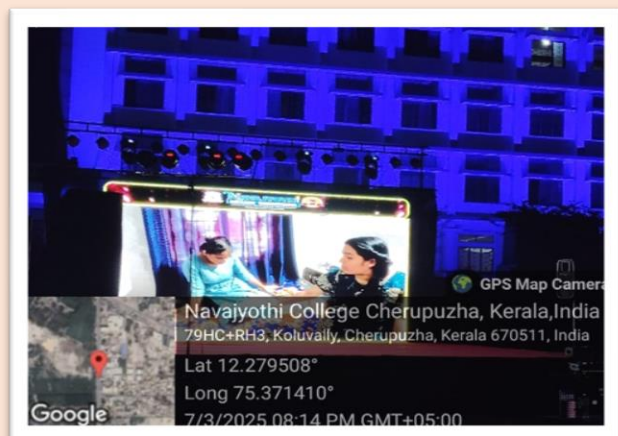 GPS Map Camera
Navajyothi College Cherupuzha, Kerala,India
79HC+RH3, Koluvally, Cherupuzha, Kerala 670511, India
Lat 12.279508°
Long 75.371410°
7/3/2025 08:14 PM GMT+05:00
Google